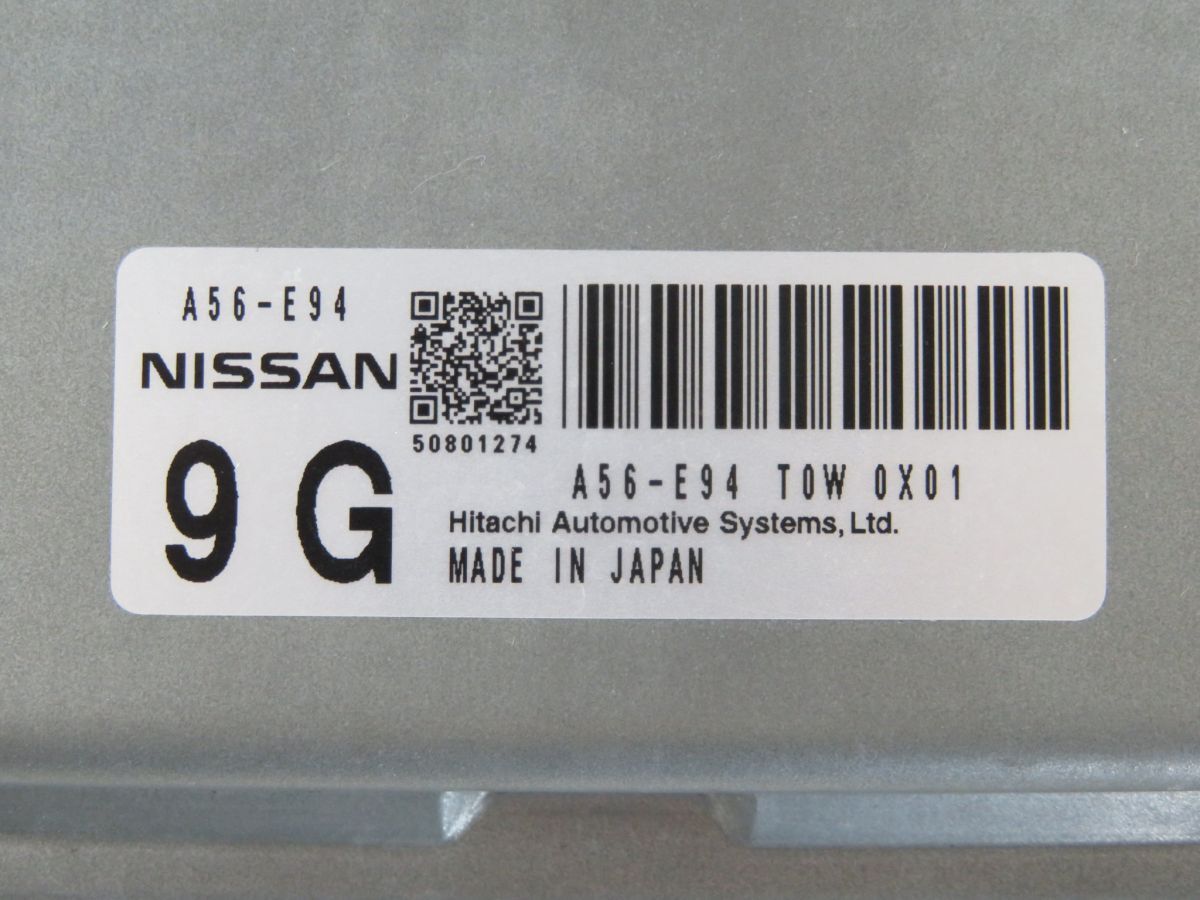 A56-E94
NISSAN
9 G
50801274
A56-E94 T0W 0X01
Hitachi Automotive Systems, Ltd.
MADE IN JAPAN